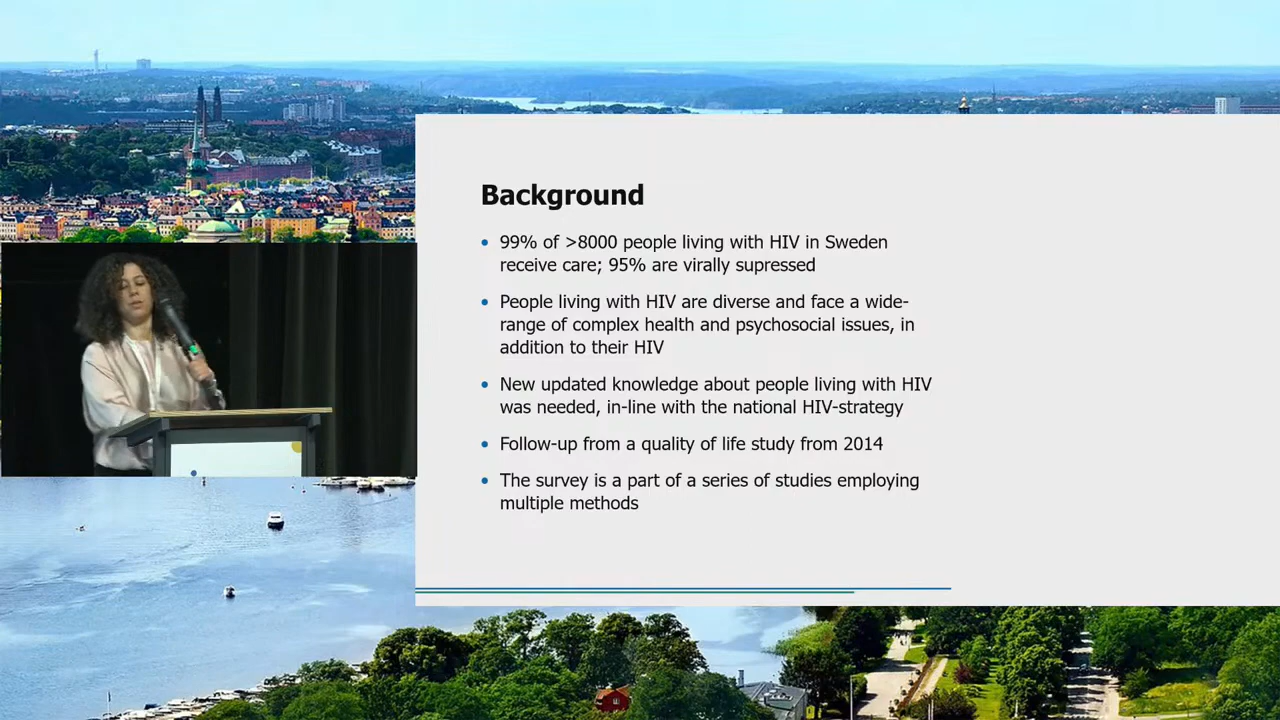 Background
• 99% of >8000 people living with HIV in Sweden
receive care; 95% are virally supressed
• People living with HIV are diverse and face a wide-
range of complex health and psychosocial issues, in
addition to their HIV
• New updated knowledge about people living with HIV
was needed, in-line with the national HIV-strategy
• Follow-up from a quality of life study from 2014
• The survey is a part of a series of studies employing
multiple methods